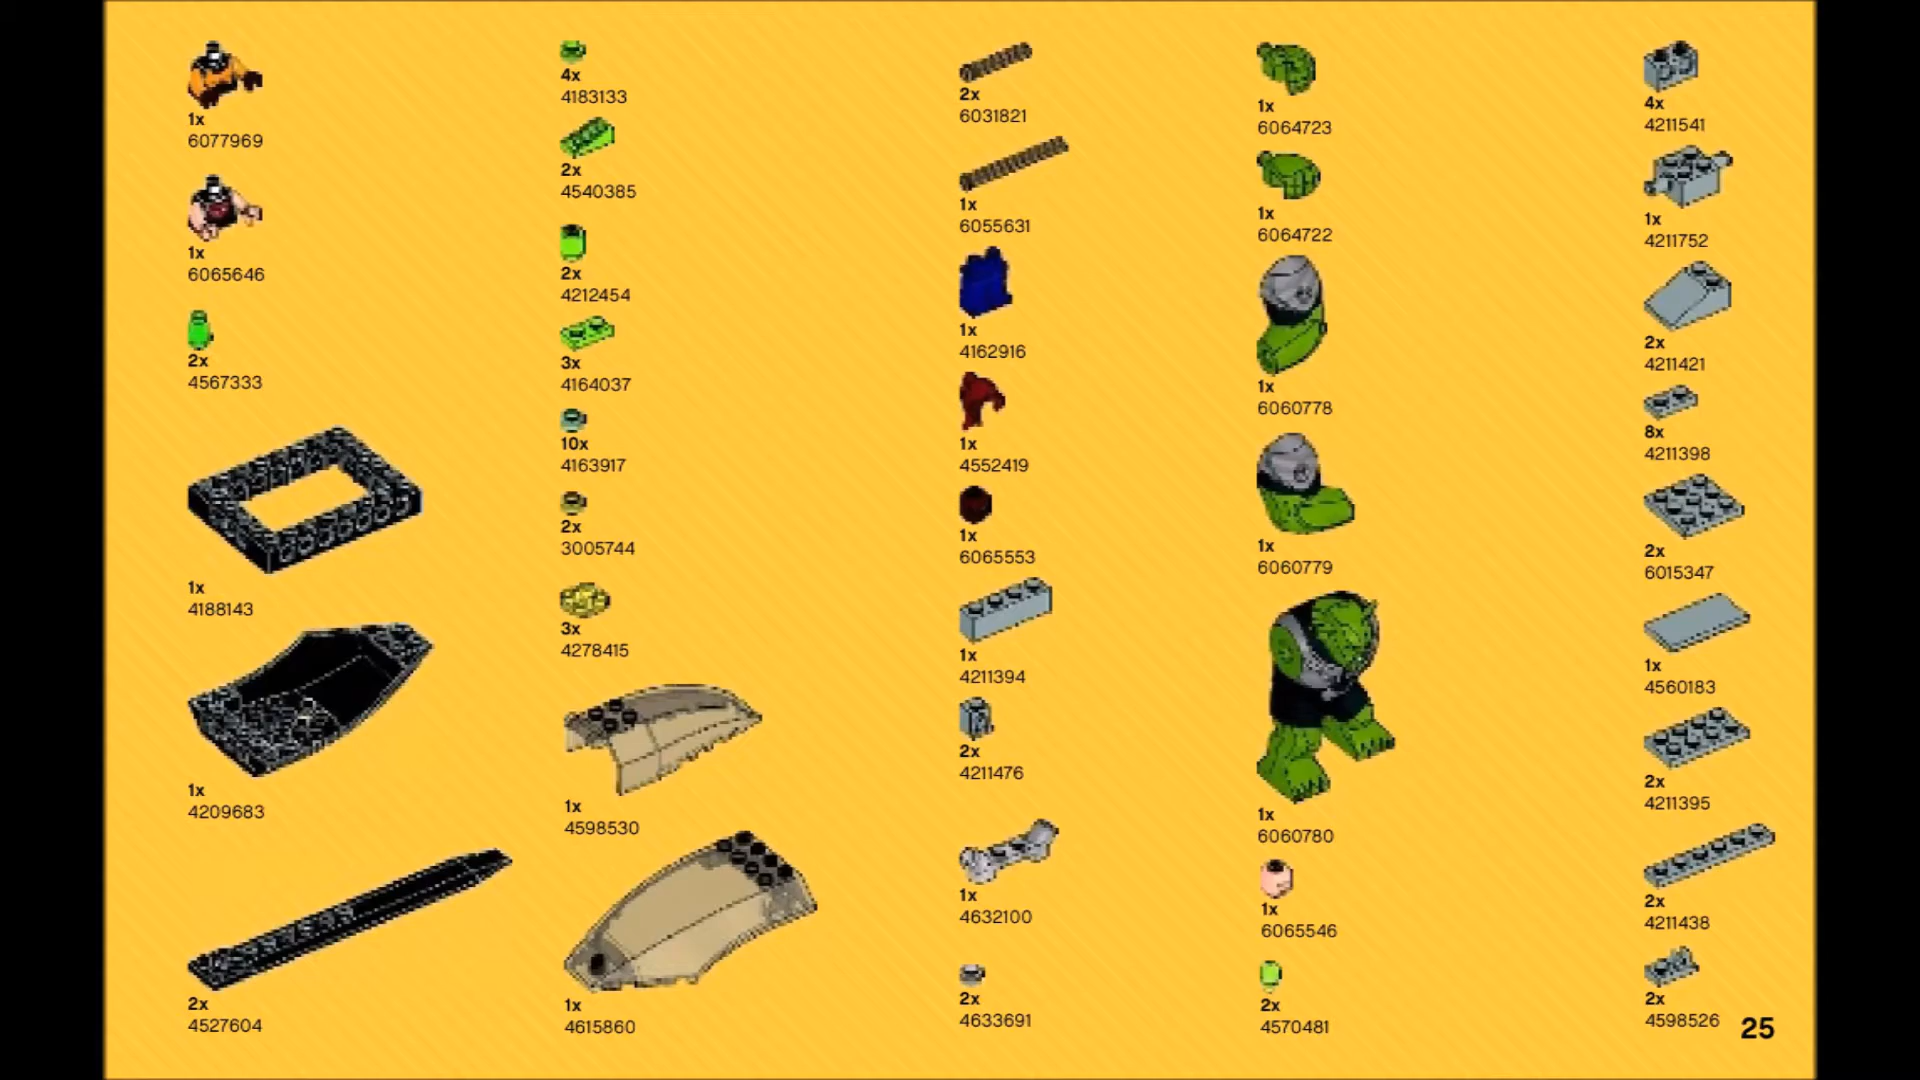 1x
6077969
1x
6065646
2x
4567333
1x
4188143
1x
4209683
2x
4527604
4x
4183133
2x
4540385
2x
4212454
3x
4164037
10x
4163917
2x
3005744
3x
4278415
1x
4598530
1x
4615860
2x
6031821
1x
6055631
1x
4162916
1x
4552419
1x
6065553
1x
4211394
2x
4211476
1x
4632100
2x
4633691
1x
6064723
1x
6064722
1x
6060778
1x
6060779
1x
6060780
1x
6065546
2x
4570481
4x
4211541
1x
4211752
2x
4211421
8x
4211398
2x
6015347
1x
4560183
2x
4211395
2x
4211438
2x
4598526
25